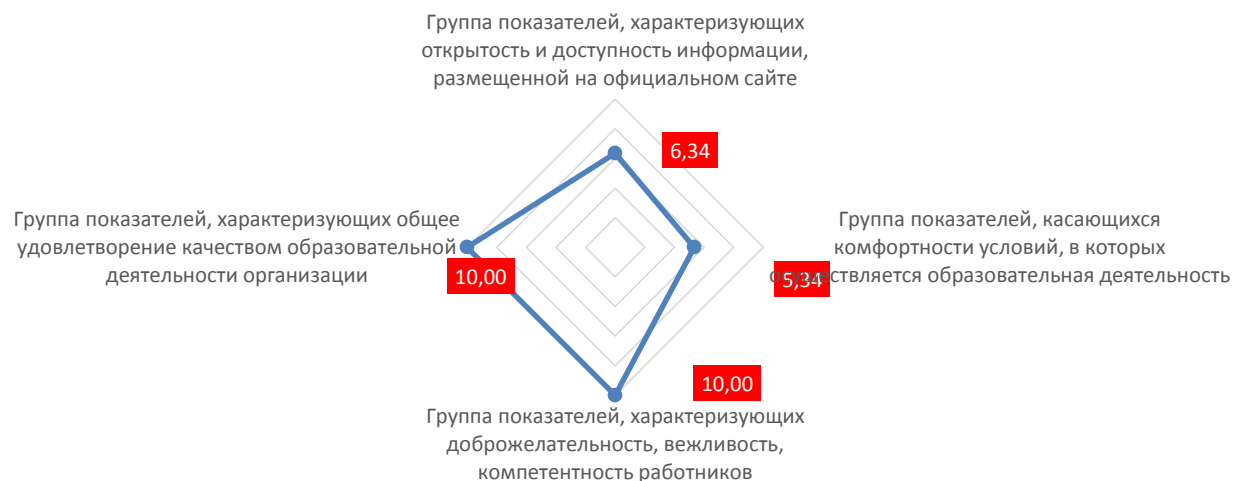 Группа показателей, характеризующих
открытость и доступность информации,
размещенной на официальном сайте
6,34
Группа показателей, касающихся
комфортности условий, в которых
осуществляется образовательная деятельность
5,34
Группа показателей, характеризующих общее
удовлетворение качеством образовательной
деятельности организации
10,00
10,00
Группа показателей, характеризующих
доброжелательность, вежливость,
компетентность работников